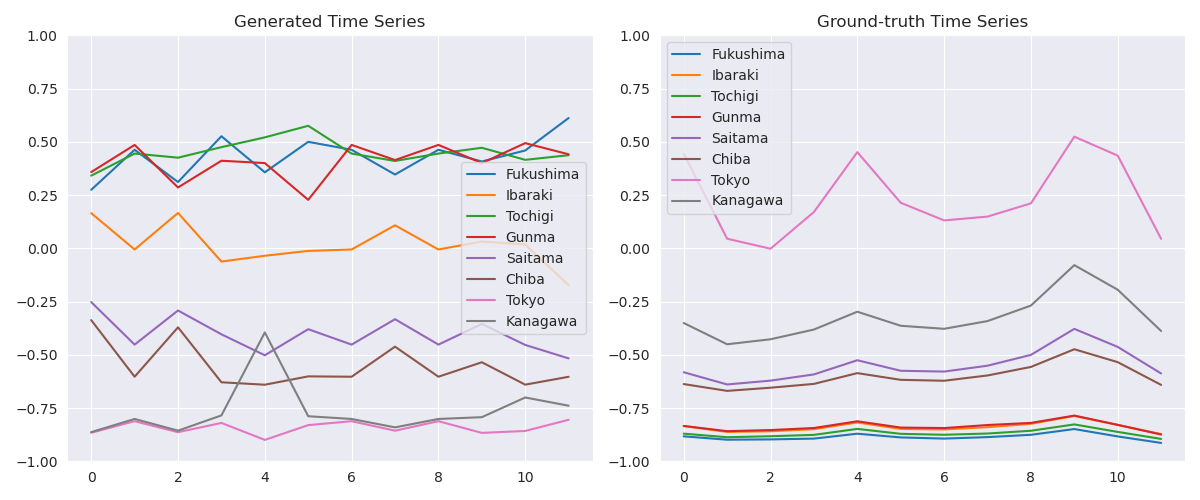 Generated Time Series
1.00
0.75
0.50
0.25
0.00
−0.25
−0.50
−0.75
−1.00
0 2 4 6 8 10
Fukushima
Ibaraki
Tochigi
Gunma
Saitama
Chiba
Tokyo
Kanagawa
Ground-truth Time Series
1.00
0.75
0.50
0.25
0.00
−0.25
−0.50
−0.75
−1.00
0 2 4 6 8 10
Fukushima
Ibaraki
Tochigi
Gunma
Saitama
Chiba
Tokyo
Kanagawa